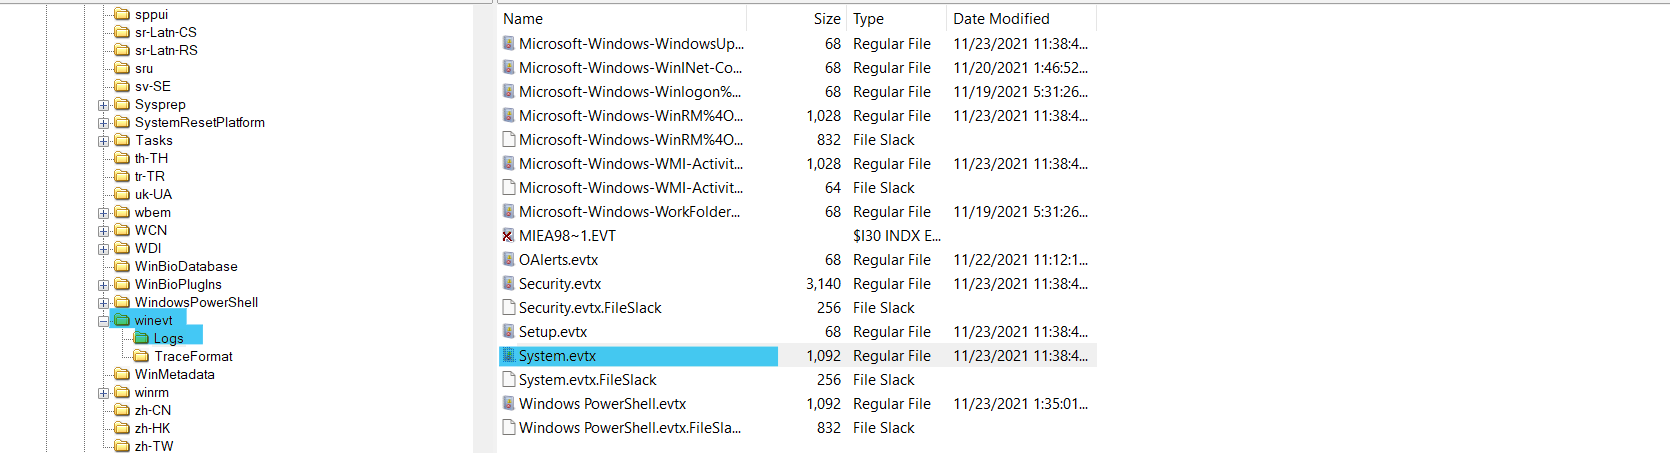 sppui
sr-Latn-CS
sr-Latn-RS
sru
sv-SE
Sysprep
SystemResetPlatform
Tasks
th-TH
tr-TR
uk-UA
wbem
WCN
WDI
WinBioDatabase
WinBioPlugIns
WindowsPowerShell
winevt
Logs
TraceFormat
WinMetadata
winrm
zh-CN
zh-HK
zh-TW
Name Size Type Date Modified
Microsoft-Windows-WindowsUp... 68 Regular File 11/23/2021 11:38:4...
Microsoft-Windows-WinINet-Co... 68 Regular File 11/20/2021 1:46:52...
Microsoft-Windows-Winlogon%... 68 Regular File 11/19/2021 5:31:26...
Microsoft-Windows-WinRM%4O... 1,028 Regular File 11/23/2021 11:38:4...
Microsoft-Windows-WinRM%4O... 832 File Slack
Microsoft-Windows-WMI-Activit... 1,028 Regular File 11/23/2021 11:38:4...
Microsoft-Windows-WMI-Activit... 64 File Slack
Microsoft-Windows-WorkFolder... 68 Regular File 11/19/2021 5:31:26...
MIEA98~1.EVT $I30 INDX E...
OAlerts.evtx 68 Regular File 11/22/2021 11:12:1...
Security.evtx 3,140 Regular File 11/23/2021 11:38:4...
Security.evtx.FileSlack 256 File Slack
Setup.evtx 68 Regular File 11/23/2021 11:38:4...
System.evtx 1,092 Regular File 11/23/2021 11:38:4...
System.evtx.FileSlack 256 File Slack
Windows PowerShell.evtx 1,092 Regular File 11/23/2021 1:35:01...
Windows PowerShell.evtx.FileSla... 832 File Slack